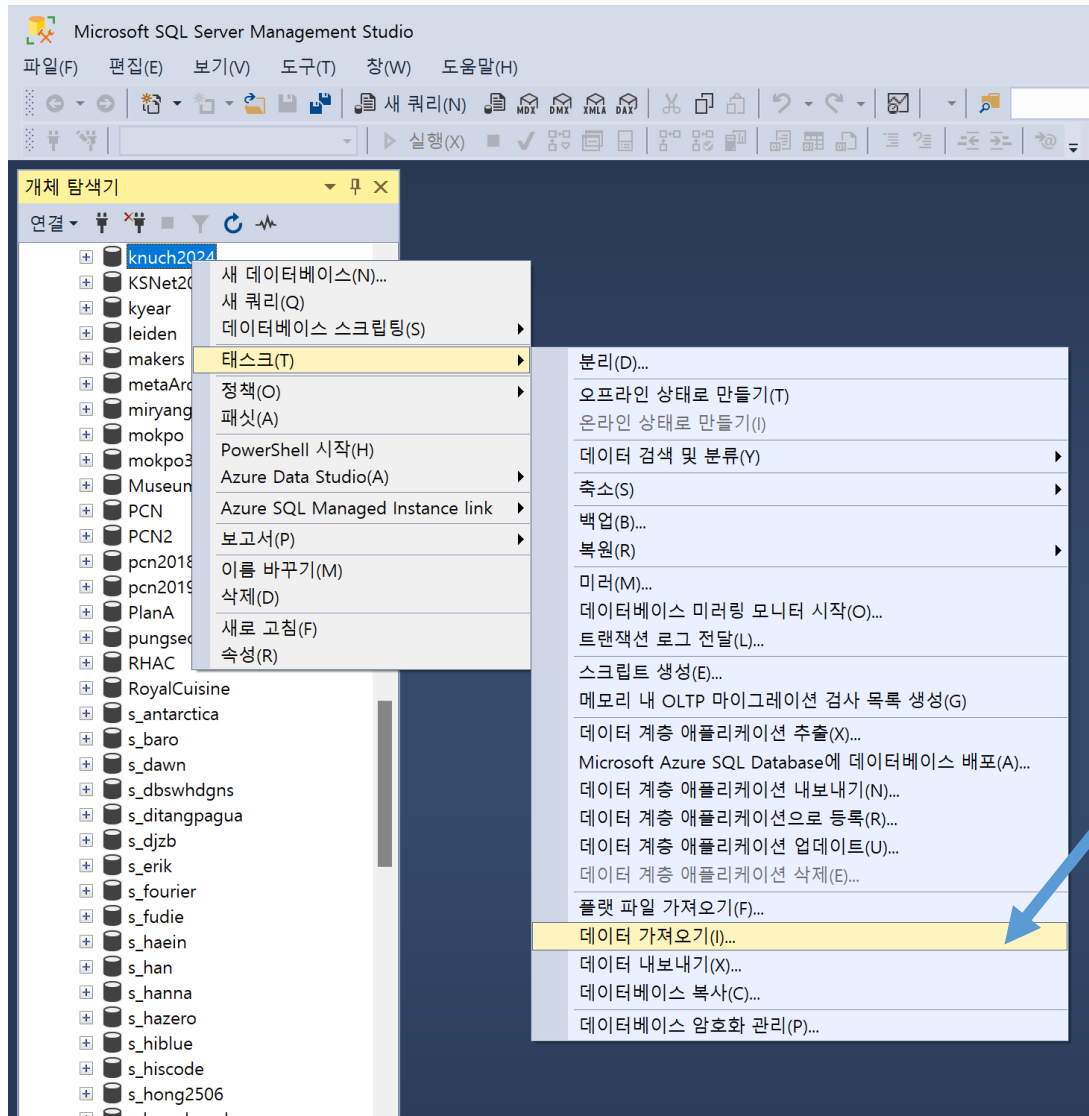 Microsoft SQL Server Management Studio
파일(F) 편집(E) 보기(V) 도구(T) 창(W) 도움말(H)
새 쿼리(N) MDX DMX XMLA DAX
실행(X)
개체 탐색기
연결
knuch2024
KSNet20
kyear
leiden
makers
metaArc
miryang
mokpo
mokpo3
Museum
PCN
PCN2
pcn2018
pcn2019
PlanA
pungseo
RHAC
RoyalCuisine
s_antarctica
s_baro
s_dawn
s_dbswhdgns
s_ditangpagua
s_djzb
s_erik
s_fourier
s_fudie
s_haein
s_han
s_hanna
s_hazero
s_hiblue
s_hiscode
s_hong2506
새 데이터베이스(N)...
새 쿼리(Q)
데이터베이스 스크립팅(S)
태스크(T)
정책(O)
패싯(A)
PowerShell 시작(H)
Azure Data Studio(A)
Azure SQL Managed Instance link
보고서(P)
이름 바꾸기(M)
삭제(D)
새로 고침(F)
속성(R)
분리(D)...
오프라인 상태로 만들기(T)
온라인 상태로 만들기(I)
데이터 검색 및 분류(Y)
축소(S)
백업(B)...
복원(R)
미러(M)...
데이터베이스 미러링 모니터 시작(O)...
트랜잭션 로그 전달(L)...
스크립트 생성(E)...
메모리 내 OLTP 마이그레이션 검사 목록 생성(G)
데이터 계층 애플리케이션 추출(X)...
Microsoft Azure SQL Database에 데이터베이스 배포(A)...
데이터 계층 애플리케이션 내보내기(N)...
데이터 계층 애플리케이션으로 등록(R)...
데이터 계층 애플리케이션 업데이트(U)...
데이터 계층 애플리케이션 삭제(E)...
플랫 파일 가져오기(F)...
데이터 가져오기(I)...
데이터 내보내기(X)...
데이터베이스 복사(C)...
데이터베이스 암호화 관리(P)...